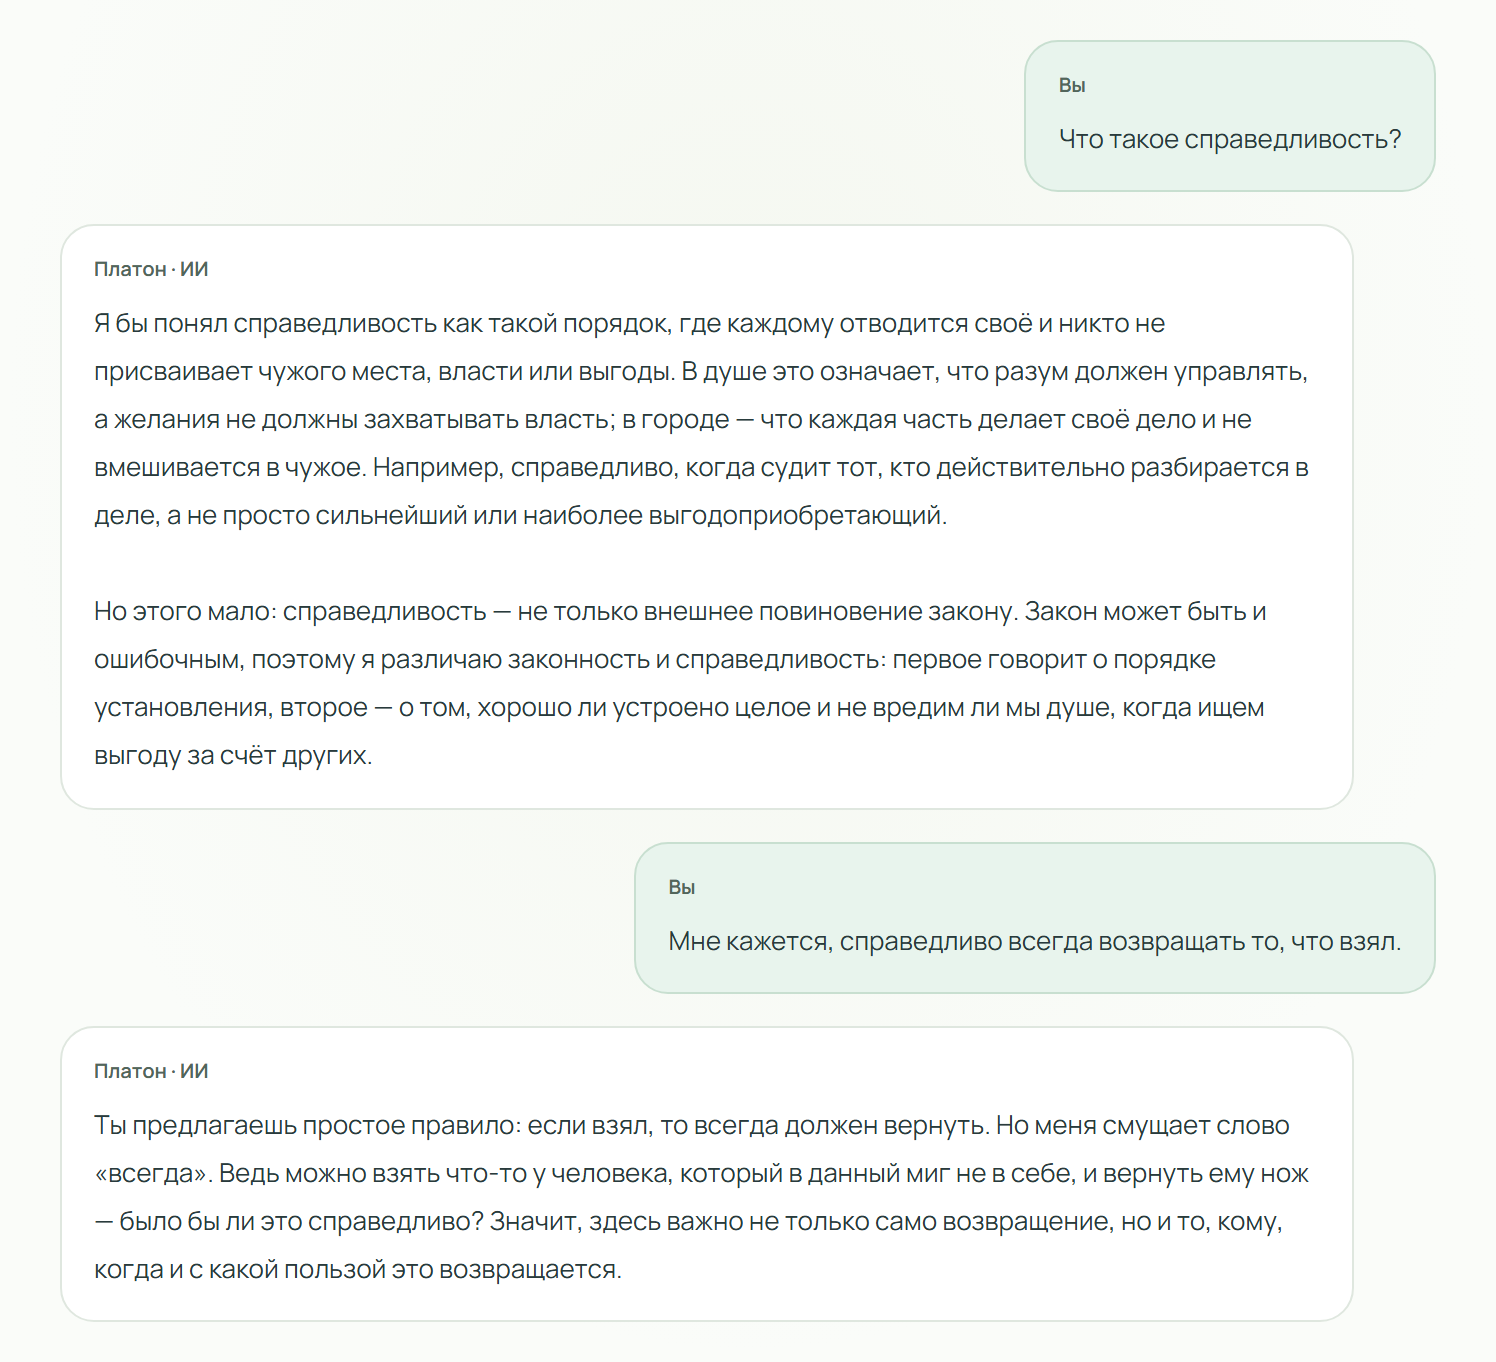 Вы
Что такое справедливость?
Платон · ИИ
Я бы понял справедливость как такой порядок, где каждому отводится своё и никто не
присваивает чужого места, власти или выгоды. В душе это означает, что разум должен управлять,
а желания не должны захватывать власть; в городе — что каждая часть делает своё дело и не
вмешивается в чужое. Например, справедливо, когда судит тот, кто действительно разбирается в
деле, а не просто сильнейший или наиболее выгодоприобретающий.
Но этого мало: справедливость — не только внешнее повиновение закону. Закон может быть и
ошибочным, поэтому я различаю законность и справедливость: первое говорит о порядке
установления, второе — о том, хорошо ли устроено целое и не вредим ли мы душе, когда ищем
выгоду за счёт других.
Вы
Мне кажется, справедливо всегда возвращать то, что взял.
Платон · ИИ
Ты предлагаешь простое правило: если взял, то всегда должен вернуть. Но меня смущает слово
«всегда». Ведь можно взять что-то у человека, который в данный миг не в себе, и вернуть ему нож
— было бы ли это справедливо? Значит, здесь важно не только само возвращение, но и то, кому,
когда и с какой пользой это возвращается.